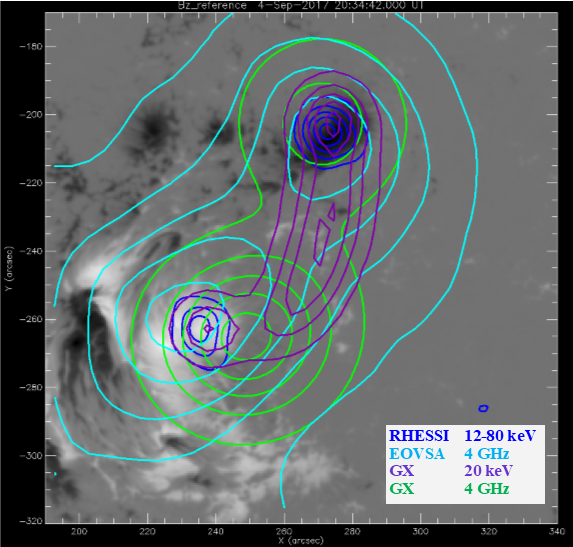 Bz_reference 4-Sep-2017 20:34:42.000 UT
-180
-200
-220
-240
-260
-280
-300
-320
Y (arcsec)
200 220 240 260 280 300 320 340
X (arcsec)
RHESSI 12-80 keV
EOVSA 4 GHz
GX 20 keV
GX 4 GHz